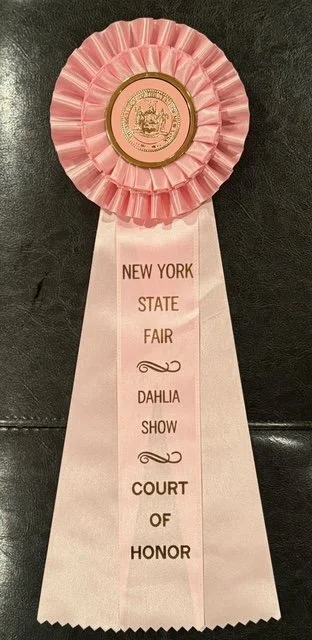 NEW YORK
STATE
FAIR
DAHLIA
SHOW
COURT
OF
HONOR